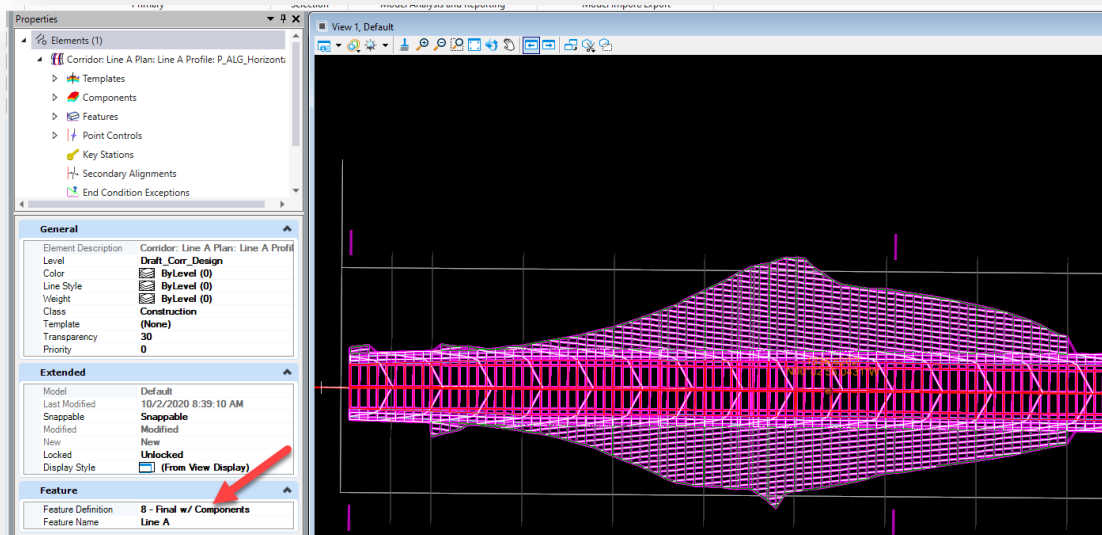 Primary
Selection
Model Analysis and Reporting
Model Import/Export
Properties
View 1, Default
Elements (1)
Corridor: Line A Plan: Line A Profile: P_ALG_Horizonta
Templates
Components
Features
Point Controls
Key Stations
Secondary Alignments
End Condition Exceptions
General
Element Description Corridor: Line A Plan: Line A Profil
Level Draft_Corr_Design
Color ByLevel (0)
Line Style ByLevel (0)
Weight ByLevel (0)
Class Construction
Template (None)
Transparency 30
Priority 0
Extended
Model Default
Last Modified 10/2/2020 8:39:10 AM
Snappable Snappable
Modified Modified
New New
Locked Unlocked
Display Style (From View Display)
Feature
Feature Definition 8 - Final w/ Components
Feature Name Line A